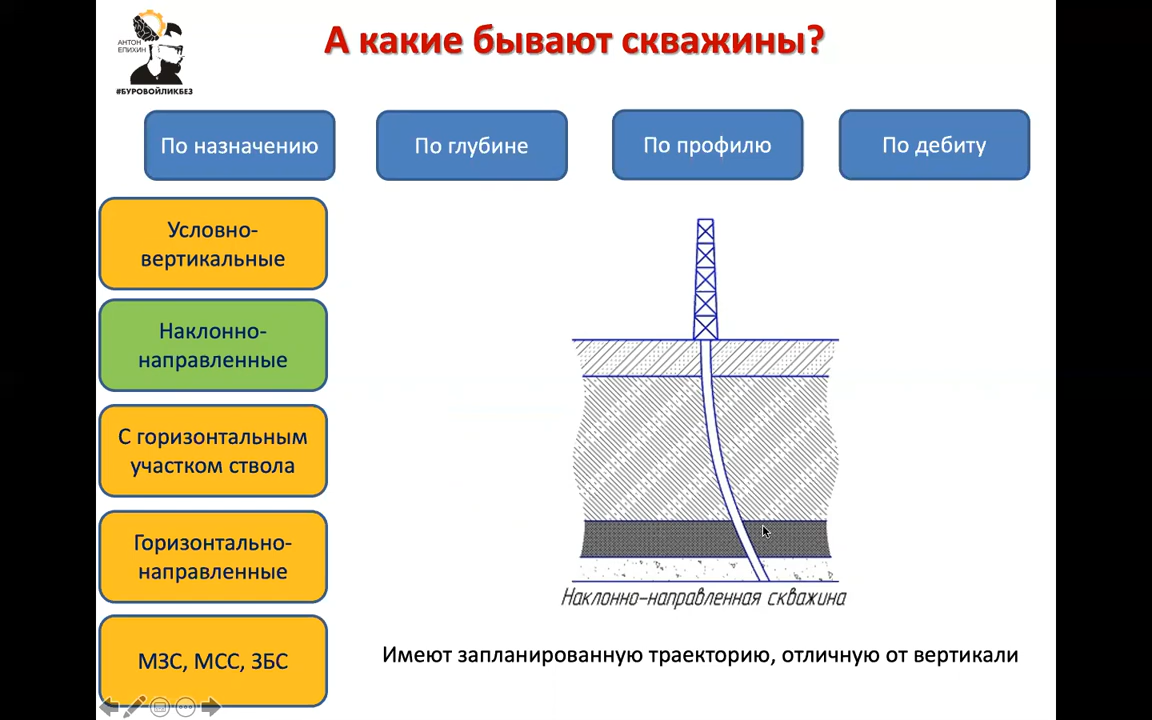 АНТОН
ЕПИХИН
#БУРОВОЙЛИКБЕЗ
А какие бывают скважины?
По назначению
По глубине
По профилю
По дебиту
Условно-
вертикальные
Наклонно-
направленные
С горизонтальным
участком ствола
Горизонтально-
направленные
МЗС, МСС, ЗБС
Наклонно-направленная скважина
Имеют запланированную траекторию, отличную от вертикали